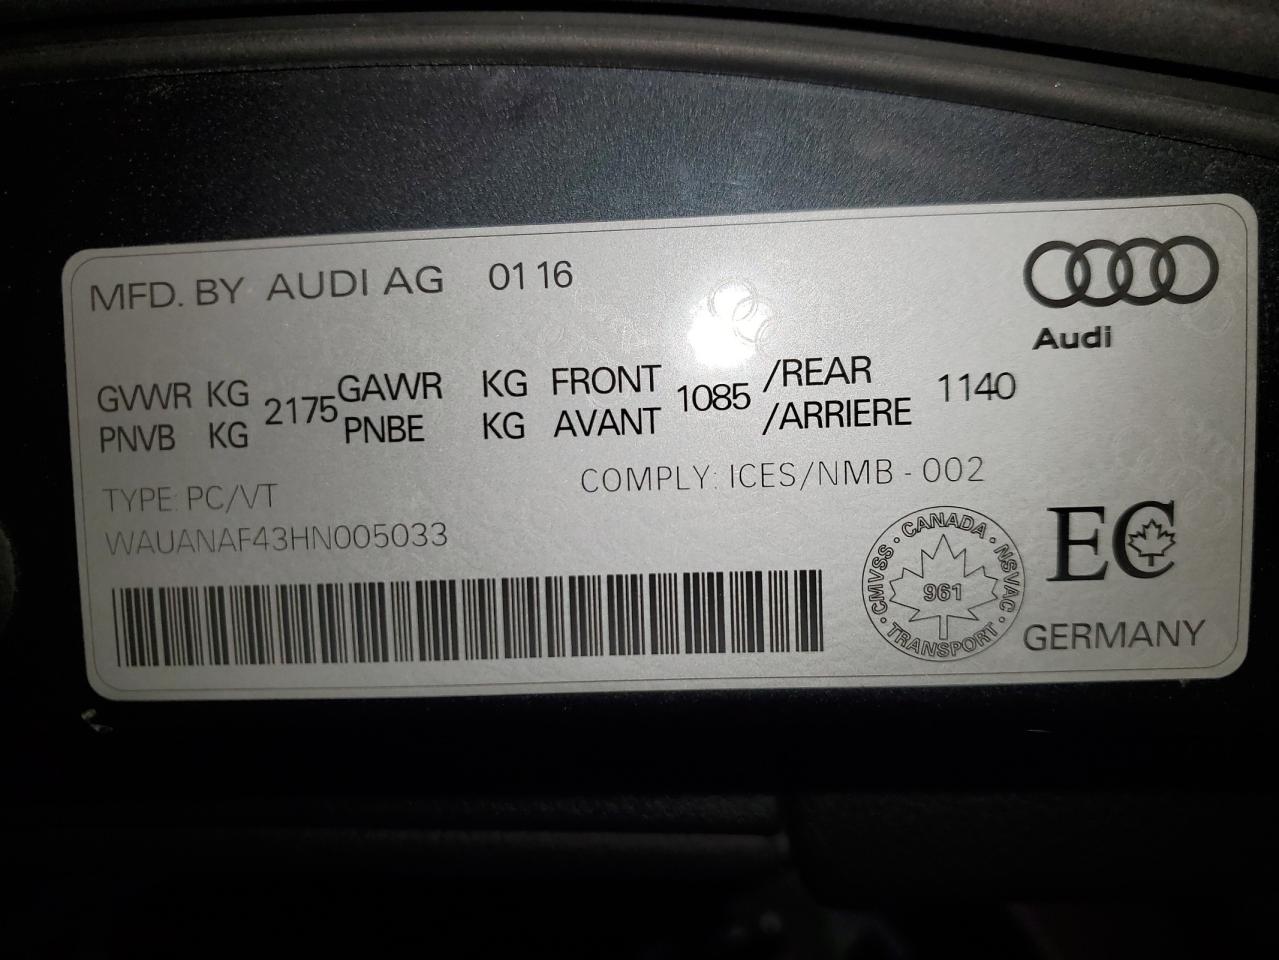 MFD. BY AUDI AG 01 16
Audi
GVWR KG 2175 GAWR KG FRONT 1085 /REAR 1140
PNVB KG PNBE KG AVANT /ARRIERE
COMPLY: ICES/NMB - 002
TYPE: PC/VT
WAUANAF43HN005033
CANADA · NSVAC · TRANSPORT · CMVSS ·
961
EC
GERMANY